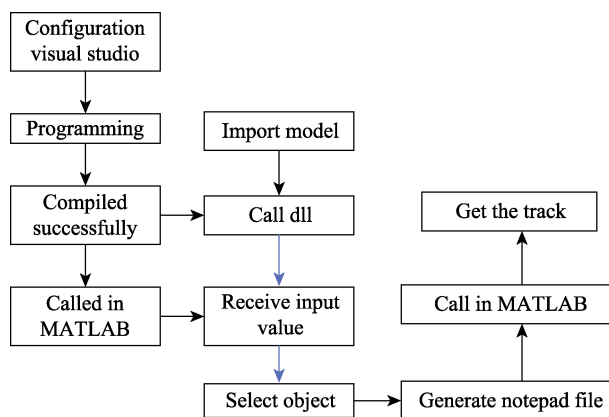 Configuration
visual studio
Programming
Import model
Compiled
successfully
Call dll
Get the track
Called in
MATLAB
Receive input
value
Call in MATLAB
Select object
Generate notepad file